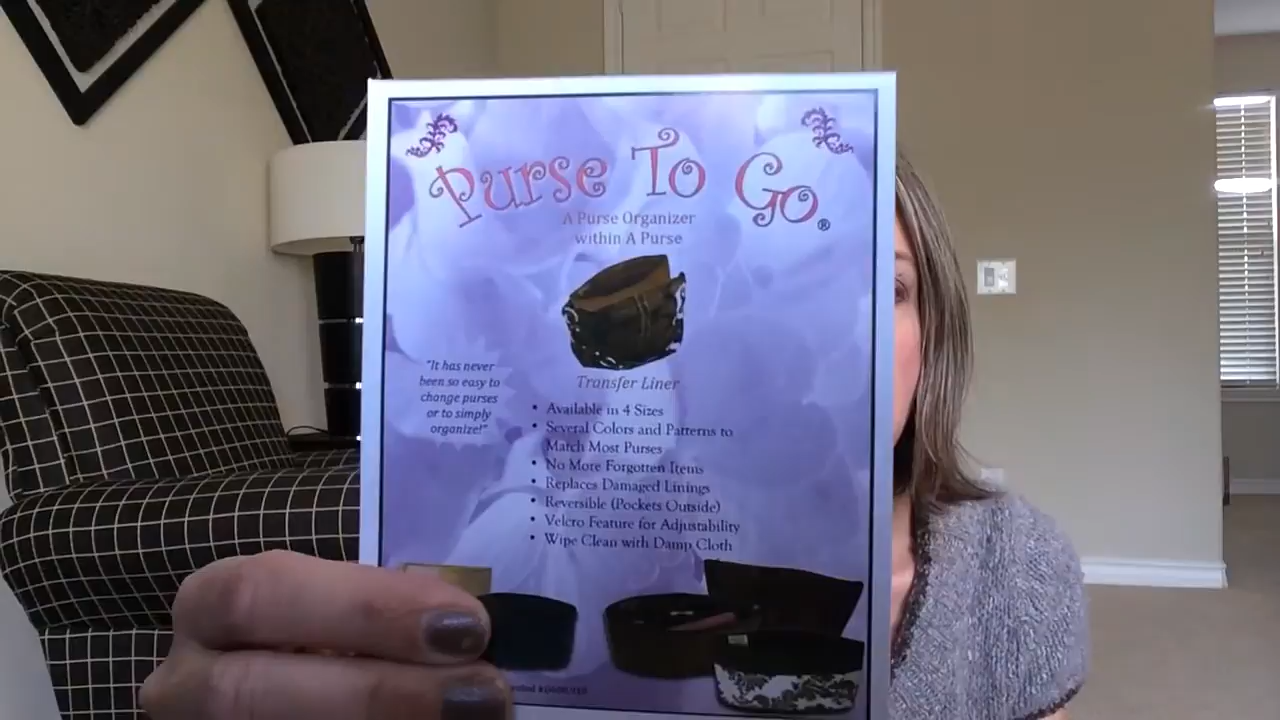 Purse To Go®
A Purse Organizer
within A Purse
"It has never
been so easy to
change purses
or to simply
organize!"
Transfer Liner
• Available in 4 Sizes
• Several Colors and Patterns to
March Most Purses
• No More Forgotten Items
• Replaces Damaged Linings
• Reversible (Pockets Outside)
• Velcro Feature for Adjustability
• Wipe Clean with Damp Cloth